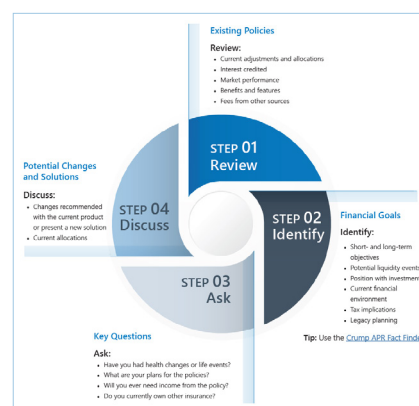 Existing Policies
Review:
• Current adjustments and allocations
• Interest credited
• Market performance
• Benefits and features
• Fees from other sources
STEP 01
Review
Potential Changes
and Solutions
Discuss:
• Changes recommended
with the current product
or present a new solution
• Current allocations
STEP 04
Discuss
STEP 02
Identify
Financial Goals
Identify:
• Short- and long-term
objectives
• Potential liquidity events
• Position with
• Current financial
environment
• Tax implications
• Legacy planning
Tip: Use the Crump APR Fact
STEP 03
Ask
Key Questions
Ask:
• Have you had health changes or life events?
• What are your plans for the policies?
• Will you ever need income from the policy?
• Do you currently own other insurance?